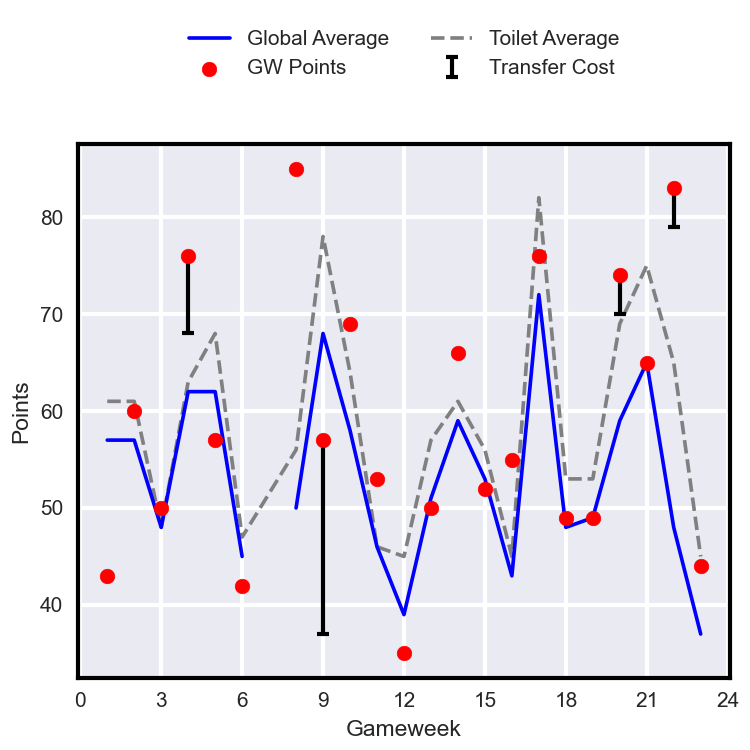 Global Average
Toilet Average
GW Points
Transfer Cost
80
70
60
50
40
Points
0 3 6 9 12 15 18 21 24
Gameweek